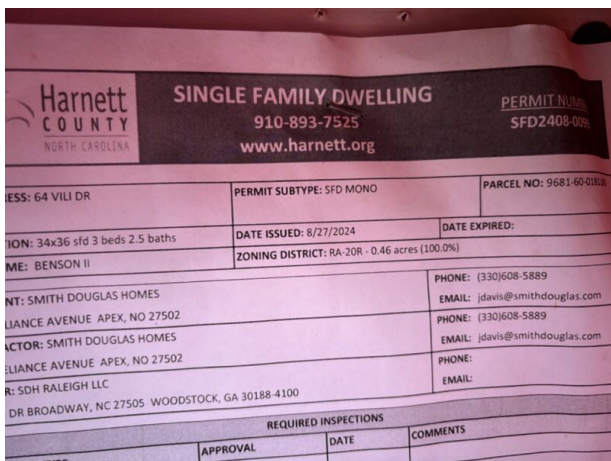 Harnett
COUNTY
NORTH CAROLINA
SINGLE FAMILY DWELLING
910-893-7525
www.harnett.org
PERMIT NUM
SFD2408-009
ESS: 64 VILI DR
PERMIT SUBTYPE: SFD MONO
PARCEL NO: 9681-60-0181
TION: 34x36 sfd 3 beds 2.5 baths
DATE ISSUED: 8/27/2024
DATE EXPIRED:
ME: BENSON II
ZONING DISTRICT: RA-20R - 0.46 acres (100.0%)
NT: SMITH DOUGLAS HOMES
PHONE: (330)608-5889
LIANCE AVENUE APEX, NO 27502
EMAIL: jdavis@smithdouglas.com
ACTOR: SMITH DOUGLAS HOMES
PHONE: (330)608-5889
ELIANCE AVENUE APEX, NO 27502
EMAIL: jdavis@smithdouglas.com
R: SDH RALEIGH LLC
PHONE:
DR BROADWAY, NC 27505 WOODSTOCK, GA 30188-4100
EMAIL:
REQUIRED INSPECTIONS
APPROVAL
DATE
COMMENTS